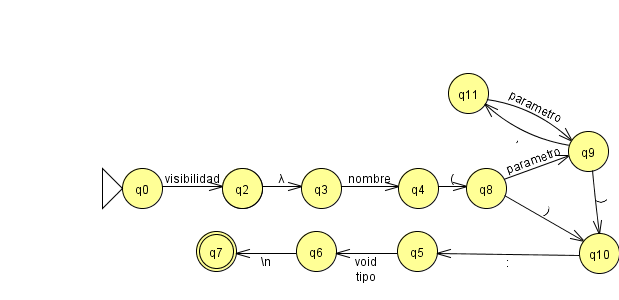 q11
parametro
,
q9
parametro
q0
visibilidad
q2
λ
q3
nombre
q4
(
q8
)
)
q7
\n
q6
void
tipo
q5
:
q10